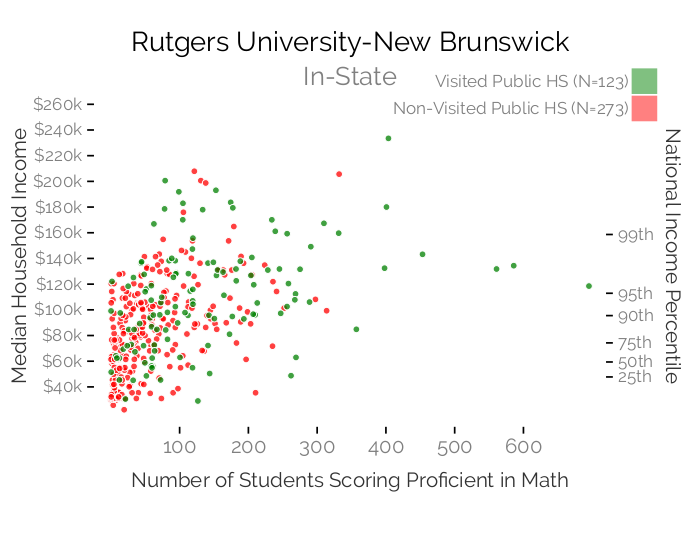 Rutgers University-New Brunswick
In-State
Visited Public HS (N=123)
Non-Visited Public HS (N=273)
Median Household Income
$260k
$240k
$220k
$200k
$180k
$160k
$140k
$120k
$100k
$80k
$60k
$40k
National Income Percentile
99th
95th
90th
75th
50th
25th
100
200
300
400
500
600
Number of Students Scoring Proficient in Math